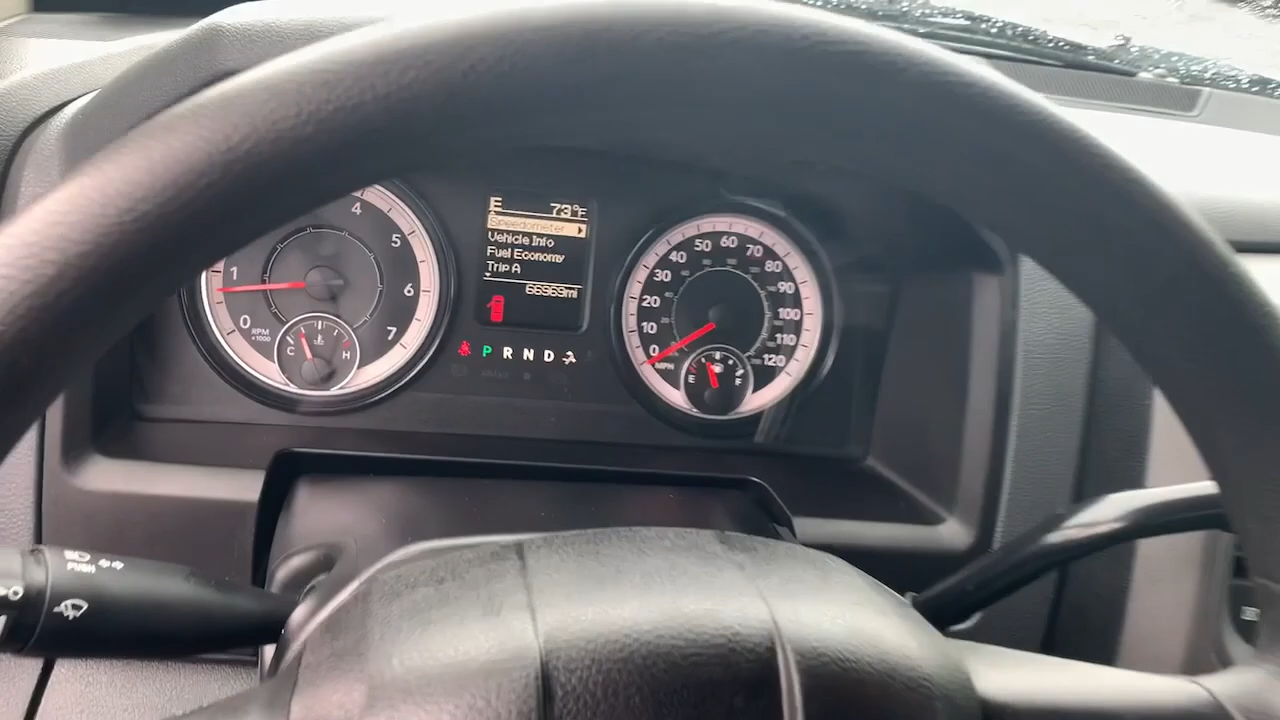 E 73°F
Speedometer
Vehicle Info
Fuel Economy
Trip A
66969mi
P R N D
0
1
4
5
6
7
RPM
x1000
C H
0
10
20
30
40
50
60
70
80
90
100
110
120
MPH
E F
PUSH